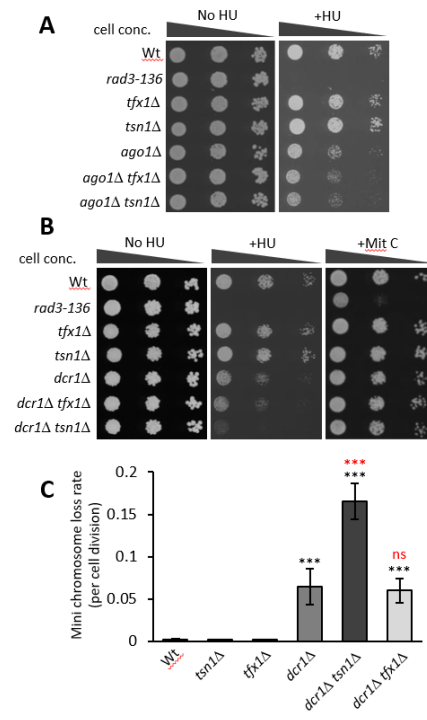 A
No HU
+HU
cell conc.
Wt
rad3-136
tfx1Δ
tsn1Δ
ago1Δ
ago1Δ tfx1Δ
ago1Δ tsn1Δ
B
No HU
+HU
+Mit C
cell conc.
Wt
rad3-136
tfx1Δ
tsn1Δ
dcr1Δ
dcr1Δ tfx1Δ
dcr1Δ tsn1Δ
C
Mini chromosome loss rate
(per cell division)
0.2
0.15
0.1
0.05
0
***
***
***
ns
***
Wt
tsn1Δ
tfx1Δ
dcr1Δ
dcr1Δ tsn1Δ
dcr1Δ tfx1Δ